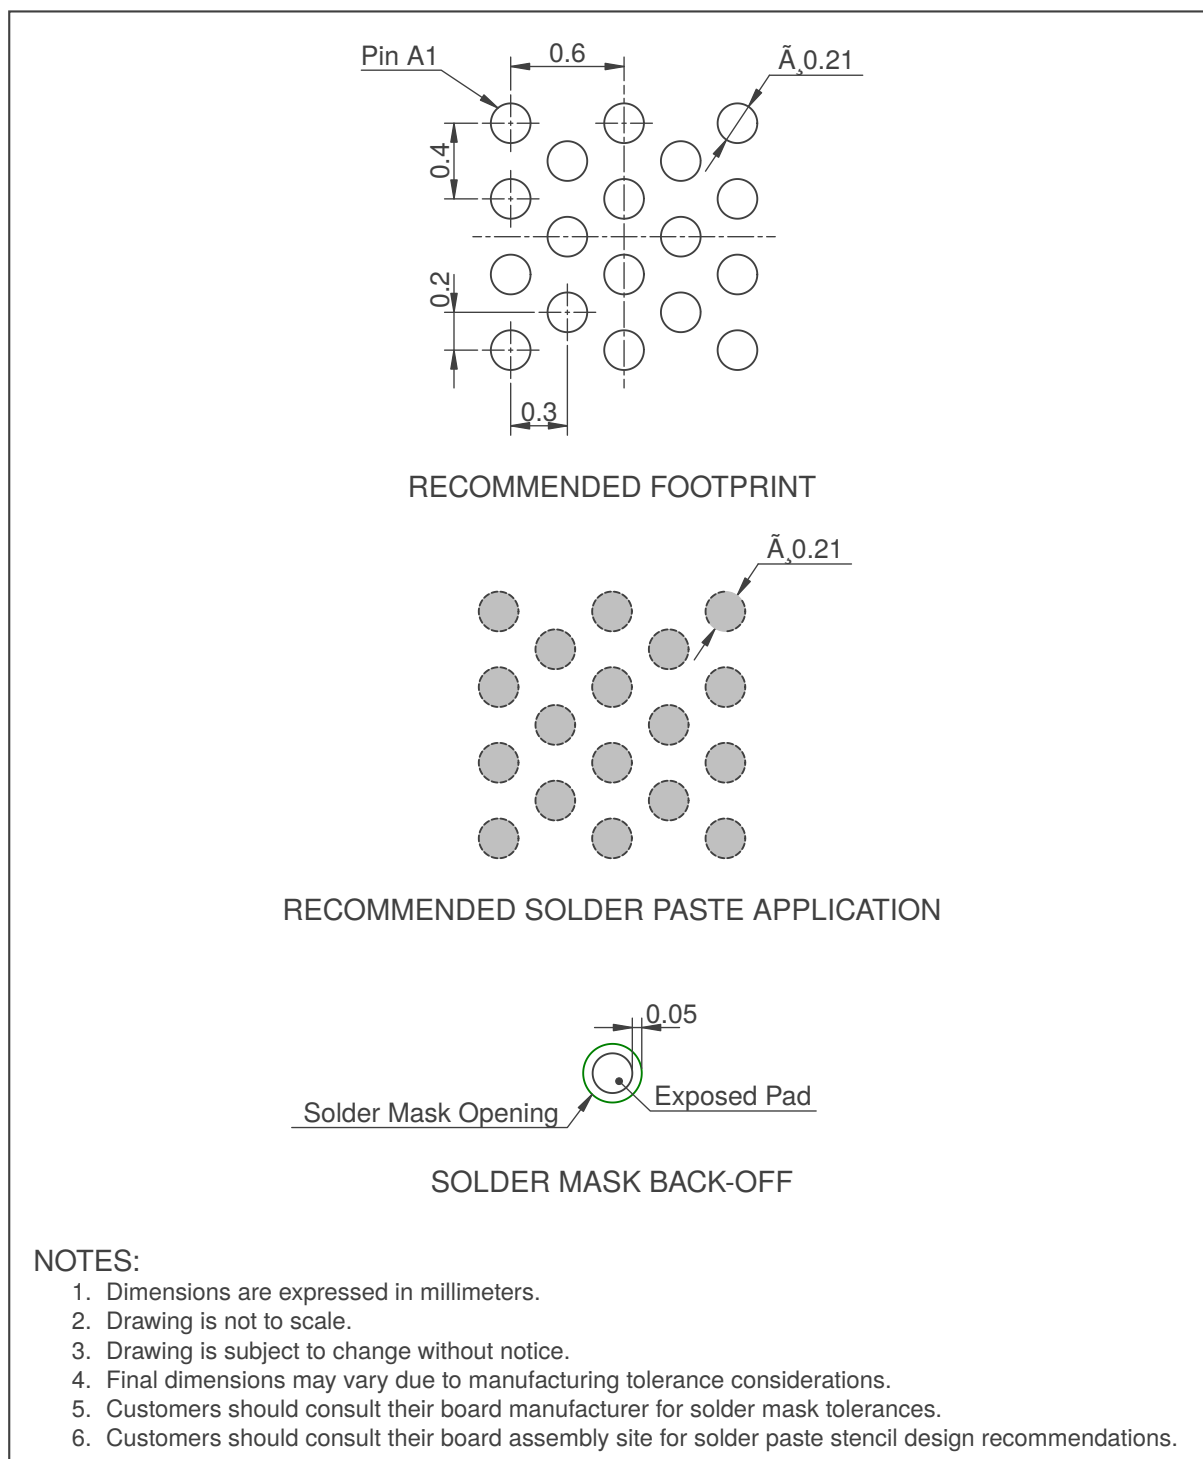 Pin A1
0.6
Ã¸0.21
0.4
0.2
0.3
RECOMMENDED FOOTPRINT
Ã¸0.21
RECOMMENDED SOLDER PASTE APPLICATION
0.05
Exposed Pad
Solder Mask Opening
SOLDER MASK BACK-OFF
NOTES:
1. Dimensions are expressed in millimeters.
2. Drawing is not to scale.
3. Drawing is subject to change without notice.
4. Final dimensions may vary due to manufacturing tolerance considerations.
5. Customers should consult their board manufacturer for solder mask tolerances.
6. Customers should consult their board assembly site for solder paste stencil design recommendations.